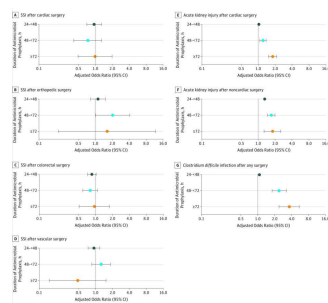 A SSI after cardiac surgery
Duration of Antimicrobial
Prophylaxis, h
24-<48
48-<72
≥72
0.1 1.0 2.0 4.0 8.0 16.0
Adjusted Odds Ratio (95% CI)
B SSI after orthopedic surgery
Duration of Antimicrobial
Prophylaxis, h
24-<48
48-<72
≥72
0.1 1.0 2.0 4.0 8.0 16.0
Adjusted Odds Ratio (95% CI)
C SSI after colorectal surgery
Duration of Antimicrobial
Prophylaxis, h
24-<48
48-<72
≥72
0.1 1.0 2.0 4.0 8.0 16.0
Adjusted Odds Ratio (95% CI)
D SSI after vascular surgery
Duration of Antimicrobial
Prophylaxis, h
24-<48
48-<72
≥72
0.1 1.0 2.0 4.0 8.0 16.0
Adjusted Odds Ratio (95% CI)
E Acute kidney injury after cardiac surgery
Duration of Antimicrobial
Prophylaxis, h
24-<48
48-<72
≥72
0.1 1.0 2.0 4.0 8.0 16.0
Adjusted Odds Ratio (95% CI)
F Acute kidney injury after noncardiac surgery
Duration of Antimicrobial
Prophylaxis, h
24-<48
48-<72
≥72
0.1 1.0 2.0 4.0 8.0 16.0
Adjusted Odds Ratio (95% CI)
G Clostridium difficile infection after any surgery
Duration of Antimicrobial
Prophylaxis, h
24-<48
48-<72
≥72
0.1 1.0 2.0 4.0 8.0 16.0
Adjusted Odds Ratio (95% CI)